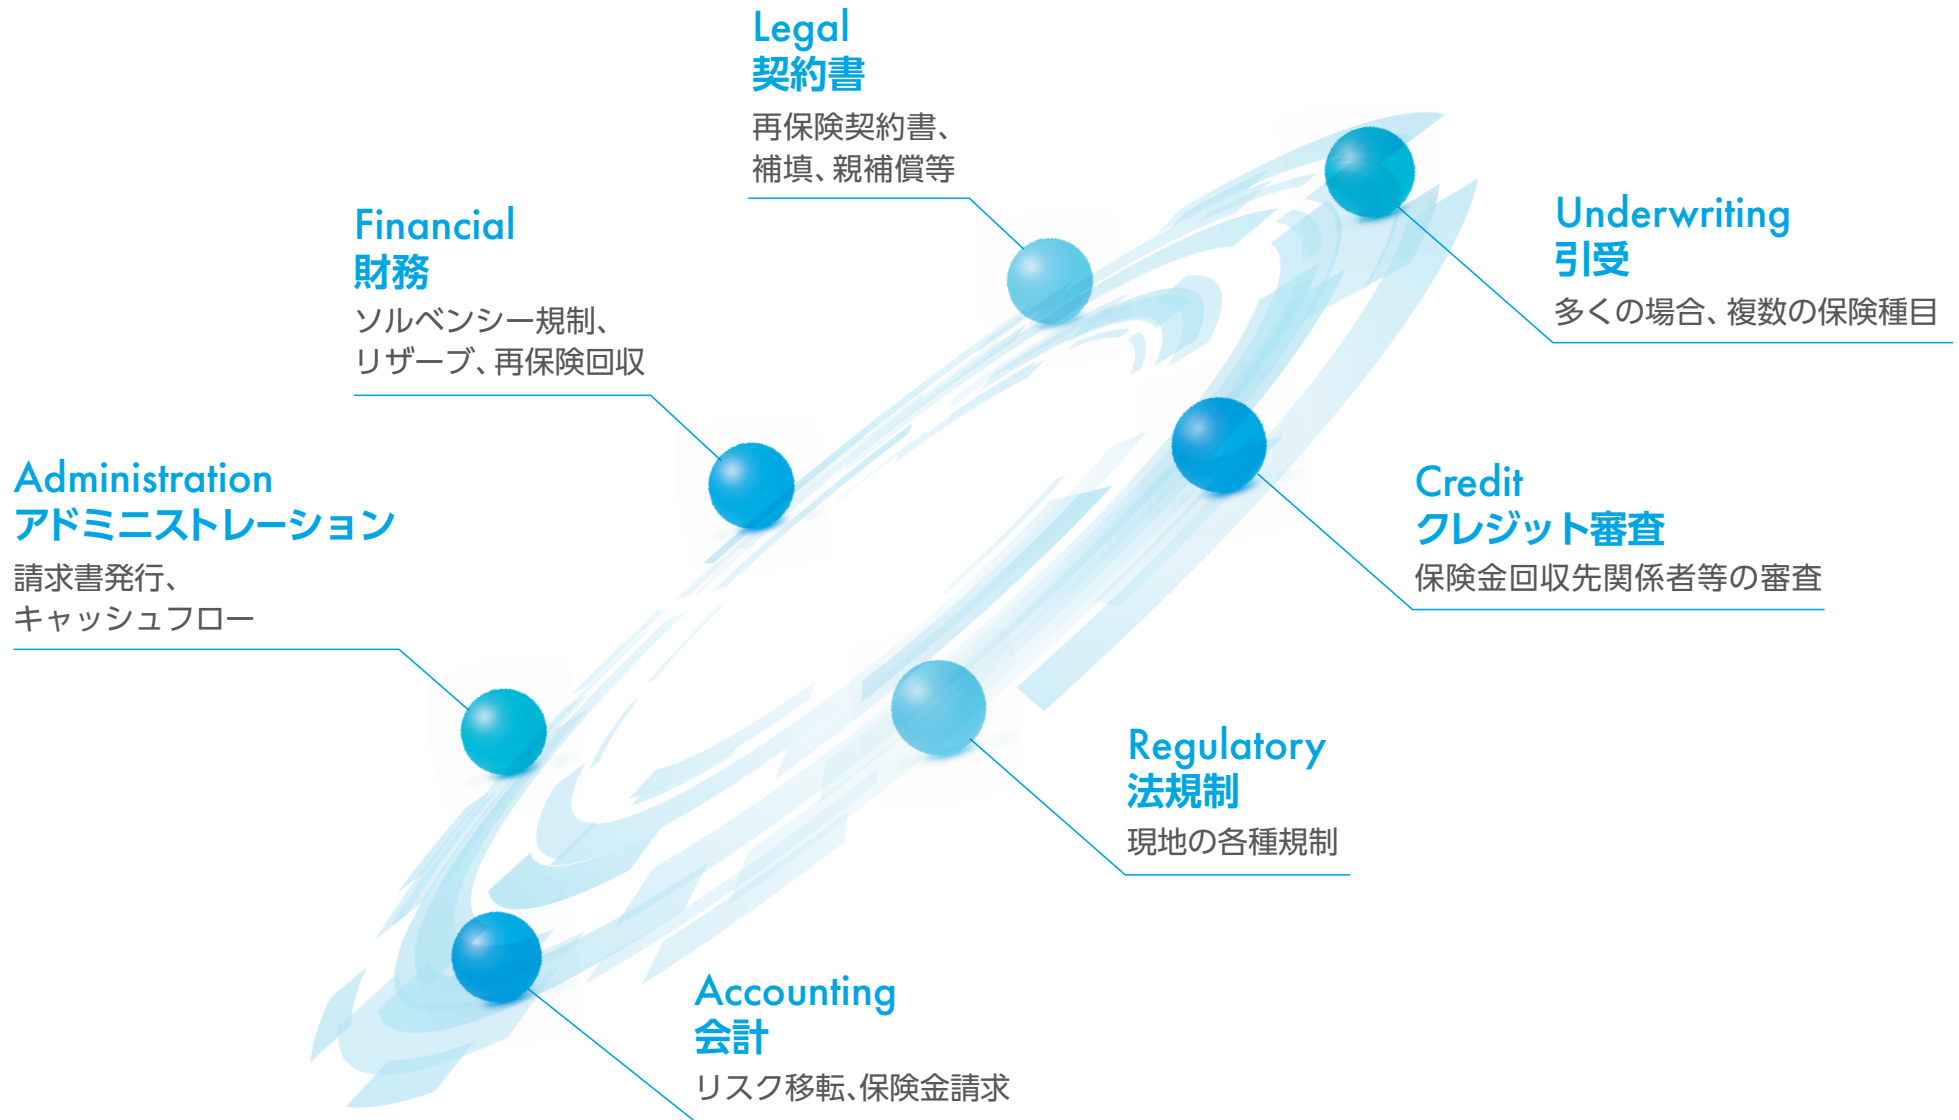 Legal
契約書
再保険契約書、
補填、親補償等
Financial
財務
ソルベンシー規制、
リザーブ、再保険回収
Administration
アドミニストレーション
請求書発行、
キャッシュフロー
Underwriting
引受
多くの場合、複数の保険種目
Credit
クレジット審査
保険金回収先関係者等の審査
Regulatory
法規制
現地の各種規制
Accounting
会計
リスク移転、保険金請求